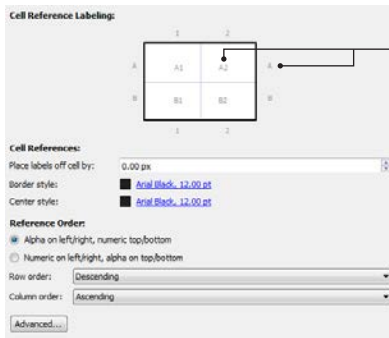 Cell Reference Labeling:
1 2
A A1 A2 A
B B1 B2 B
1 2
Cell References:
Place labels off cell by: 0.00 px
Border style: Arial Black, 12.00 pt
Center style: Arial Black, 12.00 pt
Reference Order:
Alpha on left/right, numeric top/bottom
Numeric on left/right, alpha on top/bottom
Row order: Descending
Column order: Ascending
Advanced...